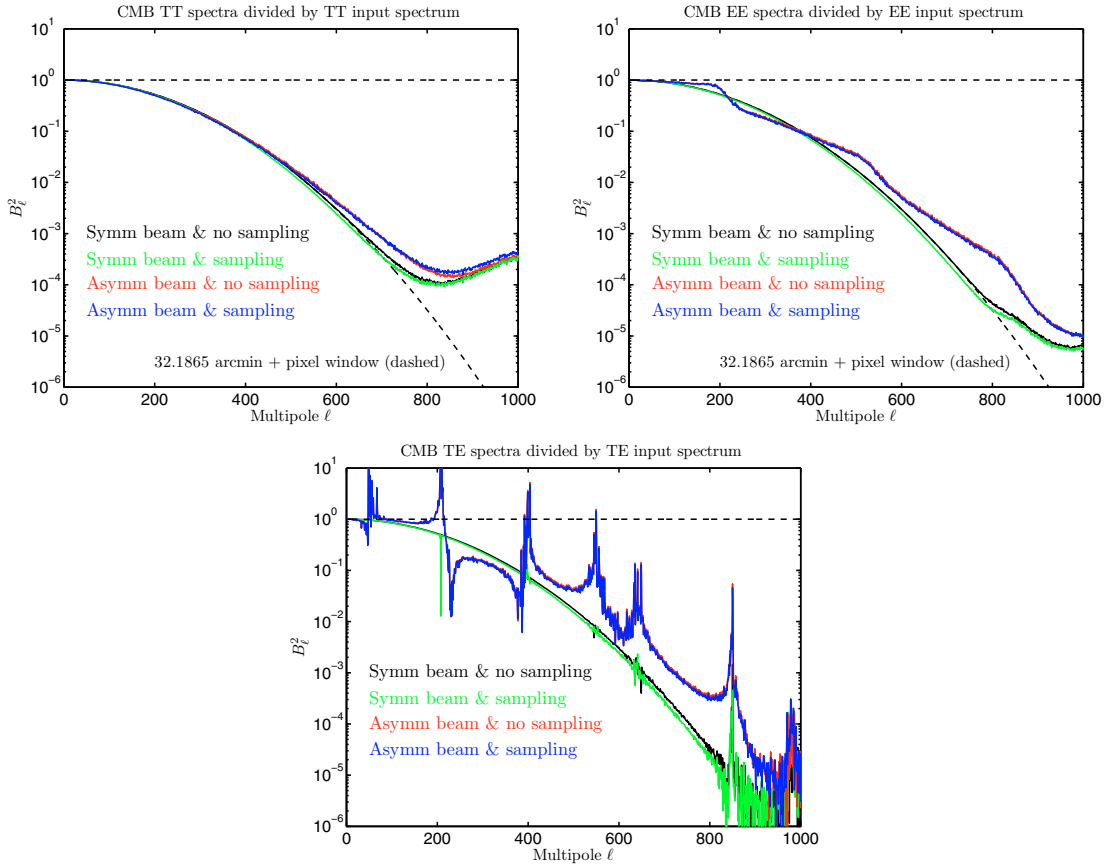 CMB TT spectra divided by TT input spectrum
10^1
10^0
10^-1
10^-2
10^-3
10^-4
10^-5
10^-6
B_ℓ^2
Symm beam & no sampling
Symm beam & sampling
Asymm beam & no sampling
Asymm beam & sampling
32.1865 arcmin + pixel window (dashed)
0 200 400 600 800 1000
Multipole ℓ
CMB EE spectra divided by EE input spectrum
10^1
10^0
10^-1
10^-2
10^-3
10^-4
10^-5
10^-6
B_ℓ^2
Symm beam & no sampling
Symm beam & sampling
Asymm beam & no sampling
Asymm beam & sampling
32.1865 arcmin + pixel window (dashed)
0 200 400 600 800 1000
Multipole ℓ
CMB TE spectra divided by TE input spectrum
10^1
10^0
10^-1
10^-2
10^-3
10^-4
10^-5
10^-6
B_ℓ^2
Symm beam & no sampling
Symm beam & sampling
Asymm beam & no sampling
Asymm beam & sampling
0 200 400 600 800 1000
Multipole ℓ